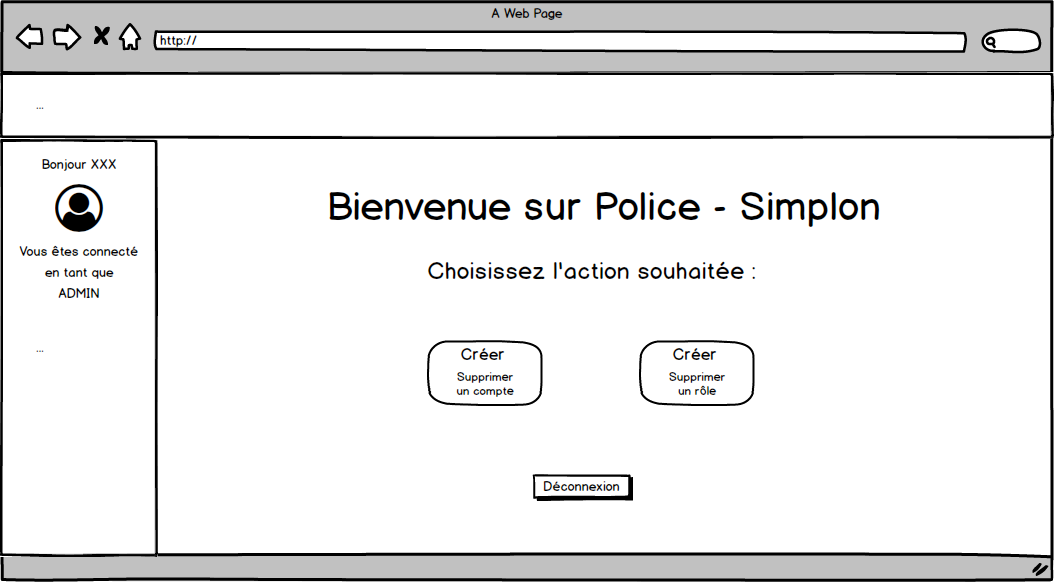 A Web Page
http://
...
Bonjour XXX
Vous êtes connecté
en tant que
ADMIN
...
Bienvenue sur Police - Simplon
Choisissez l'action souhaitée :
Créer
Supprimer
un compte
Créer
Supprimer
un rôle
Déconnexion